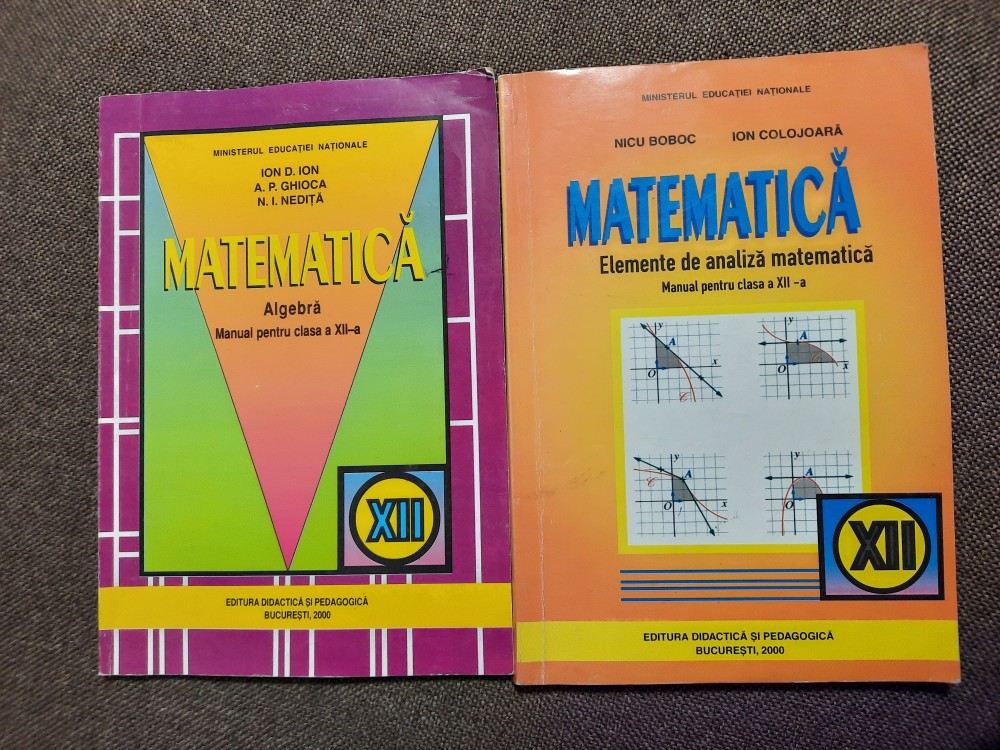 MINISTERUL EDUCAȚIEI NAȚIONALE
ION D. ION
A. P. GHIOCA
N. I. NEDIȚĂ
MATEMATICĂ
Algebră
Manual pentru clasa a XII–a
XII
EDITURA DIDACTICĂ ȘI PEDAGOGICĂ
BUCUREȘTI, 2000
MINISTERUL EDUCAȚIEI NAȚIONALE
NICU BOBOC ION COLOJOARĂ
MATEMATICĂ
Elemente de analiză matematică
Manual pentru clasa a XII -a
y
A
x
O
C
y
A
x
O
C
y
C
A
O
x
y
A
O
XII
EDITURA DIDACTICĂ ȘI PEDAGOGICĂ
BUCUREȘTI, 2000